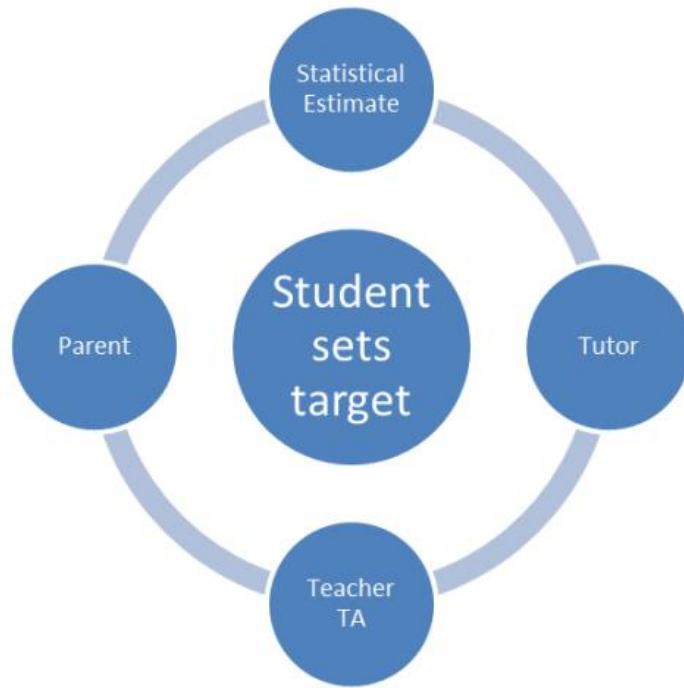 Statistical
Estimate
Parent
Student
sets
target
Tutor
Teacher
TA